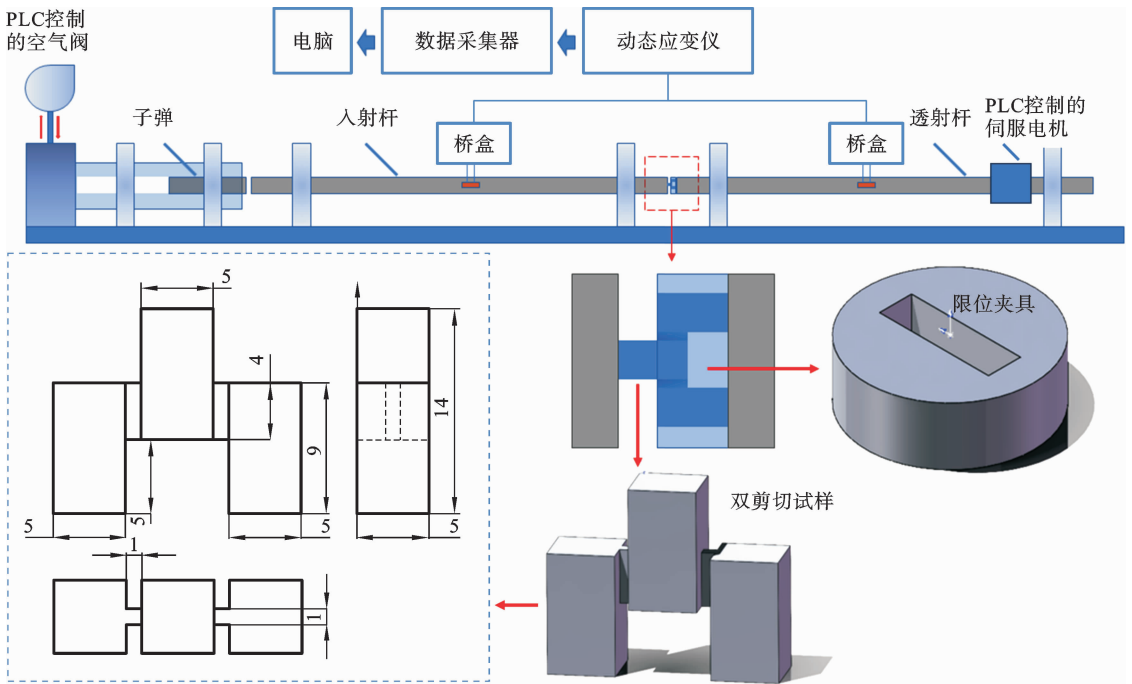 PLC控制
的空气阀
电脑
数据采集器
动态应变仪
子弹
入射杆
桥盒
桥盒
透射杆
PLC控制的
伺服电机
限位夹具
双剪切试样
5
4
14
9
5
5
5
5
1
1